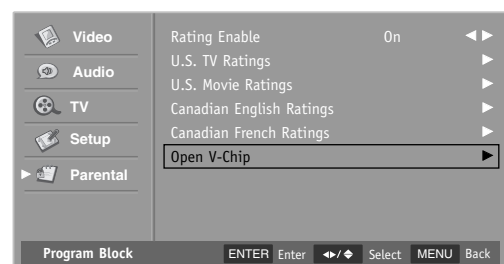 Video
Audio
TV
Setup
Parental
Rating Enable On
U.S. TV Ratings
U.S. Movie Ratings
Canadian English Ratings
Canadian French Ratings
Open V-Chip
Program Block ENTER Enter ◄►/◆ Select MENU Back